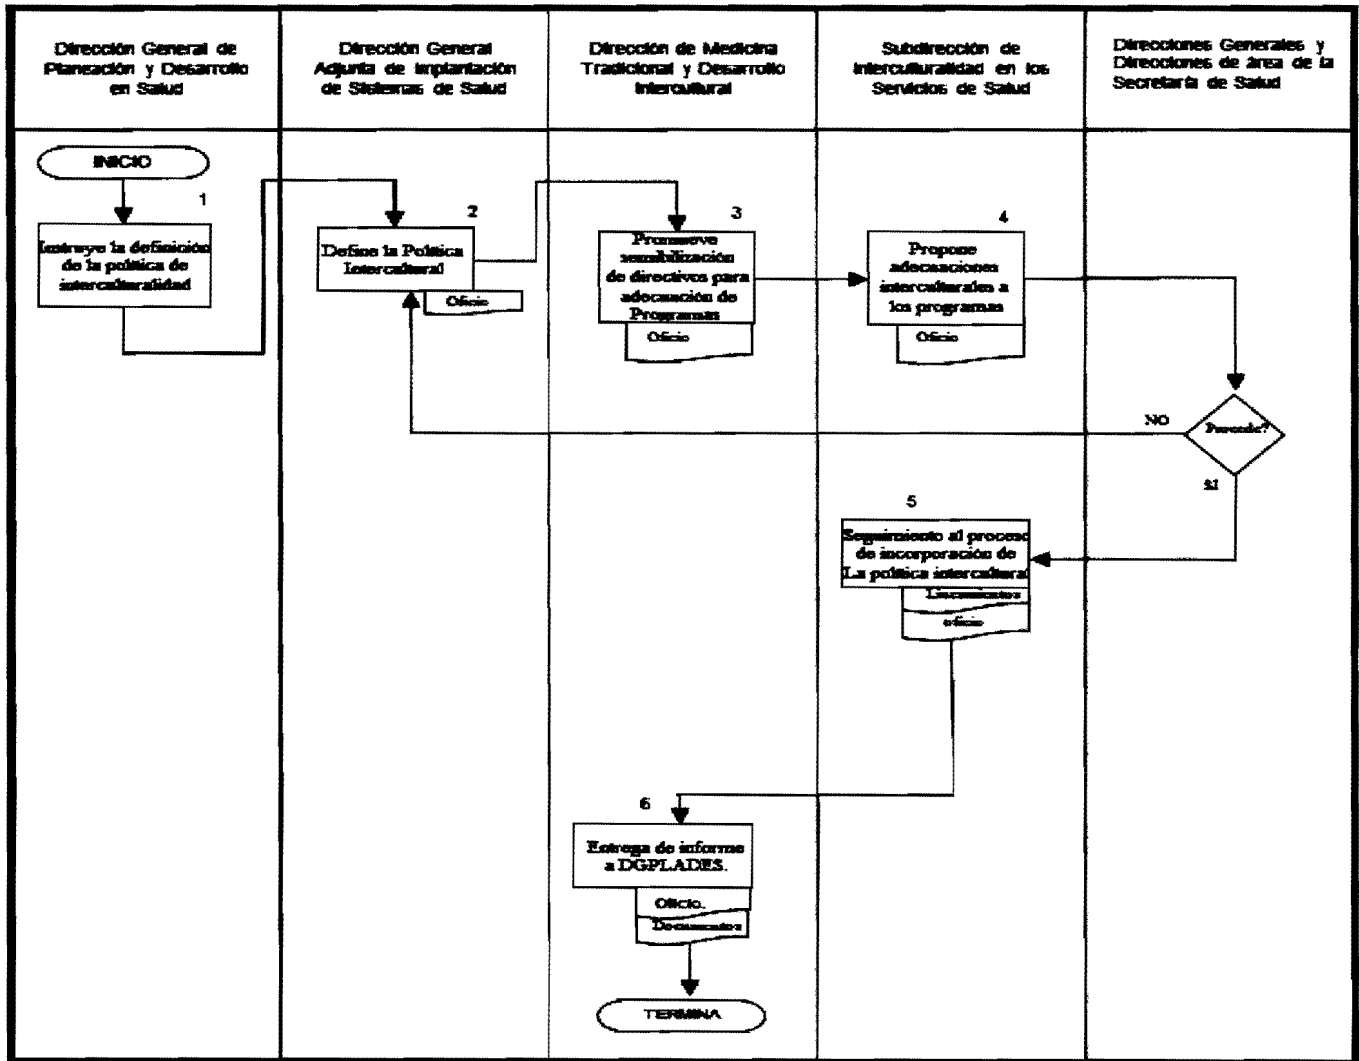 Dirección General de
Planeación y Desarrollo
en Salud
Dirección General
Adjunta de Implantación
de Sistemas de Salud
Dirección de Medicina
Tradicional y Desarrollo
Intercultural
Subdirección de
Interculturalidad en los
Servicios de Salud
Direcciones Generales y
Direcciones de área de la
Secretaría de Salud
INICIO
1
Instruye la definición
de la política de
interculturalidad
2
Define la Política
Intercultural
Oficio
3
Promueve
sensibilización
de directivos para
adecuación de
Programas
Oficio
4
Propone
adecuaciones
interculturales a
los programas
Oficio
NO
Procede?
SI
5
Seguimiento al proceso
de incorporación de
La política intercultural
Lineamientos
oficio
6
Entrega de informe
a DGPLADES.
Oficio.
Documentos
TERMINA